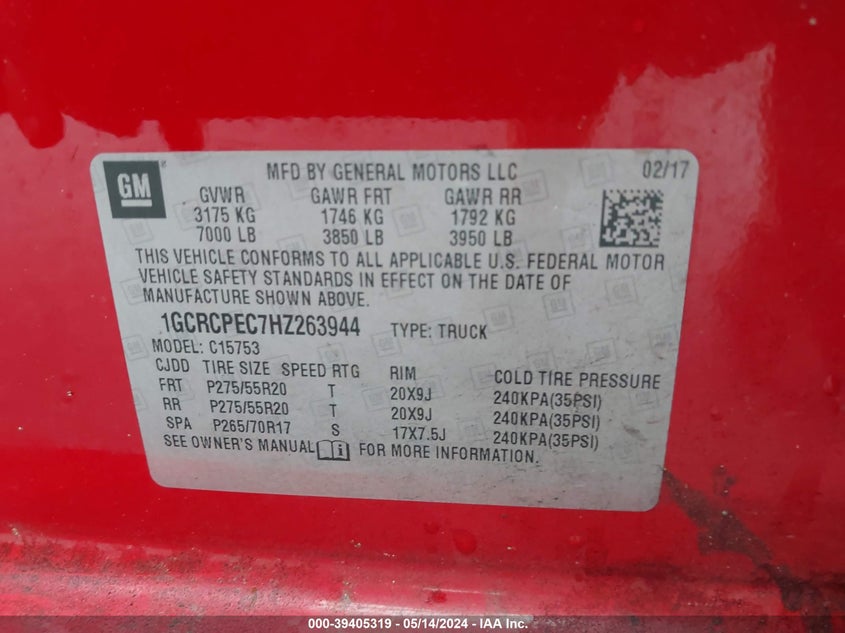 GM
MFD BY GENERAL MOTORS LLC 02/17
GVWR GAWR FRT GAWR RR
3175 KG 1746 KG 1792 KG
7000 LB 3850 LB 3950 LB
THIS VEHICLE CONFORMS TO ALL APPLICABLE U.S. FEDERAL MOTOR
VEHICLE SAFETY STANDARDS IN EFFECT ON THE DATE OF
MANUFACTURE SHOWN ABOVE.
1GCRCPEC7HZ263944 TYPE: TRUCK
MODEL: C15753
CJDD TIRE SIZE SPEED RTG RIM COLD TIRE PRESSURE
FRT P275/55R20 T 20X9J 240KPA(35PSI)
RR P275/55R20 T 20X9J 240KPA(35PSI)
SPA P265/70R17 S 17X7.5J 240KPA(35PSI)
SEE OWNER'S MANUAL i FOR MORE INFORMATION.
000-39405319 - 05/14/2024 - IAA Inc.